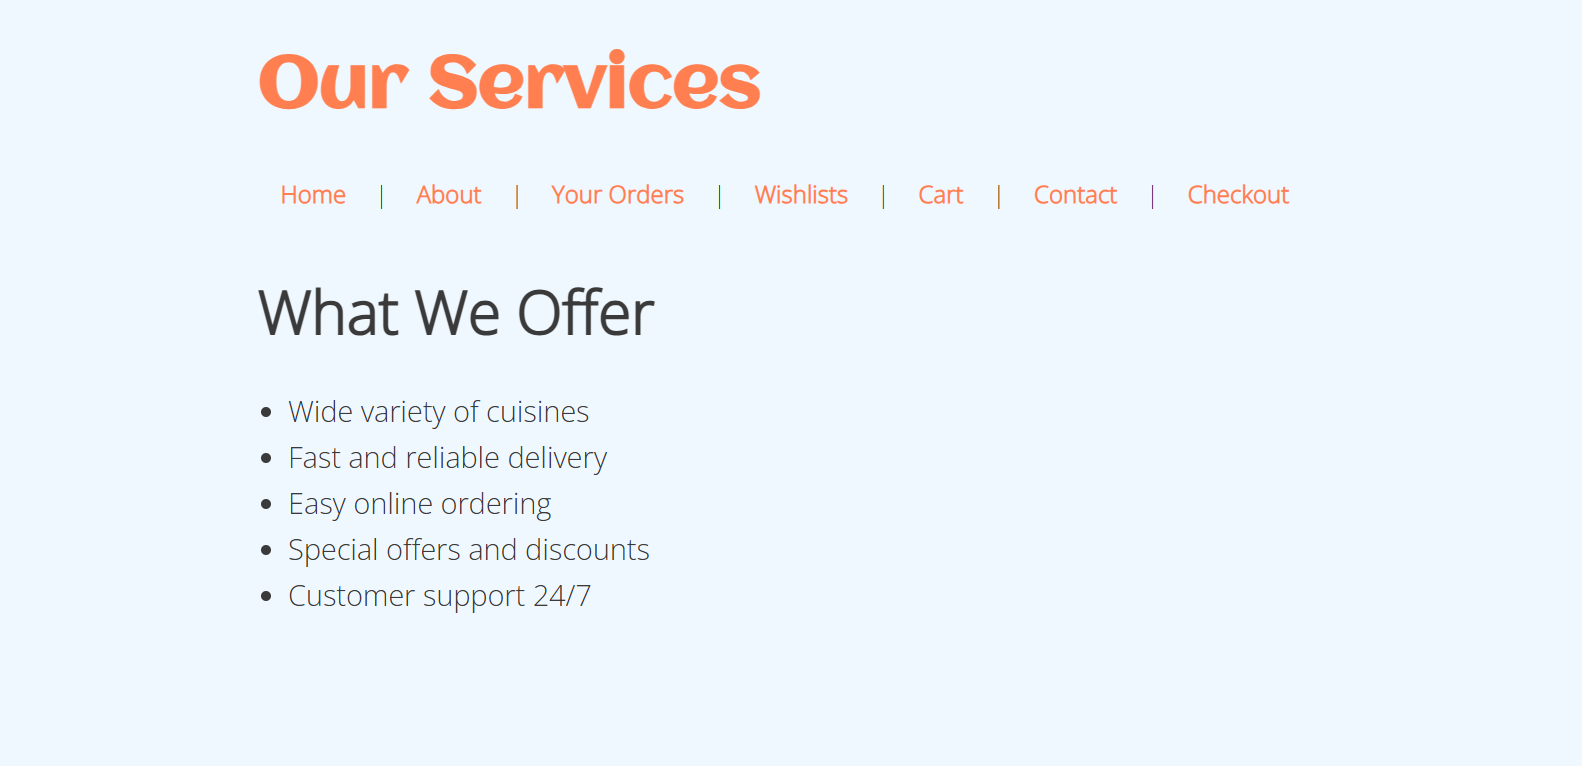 Our Services
Home | About | Your Orders | Wishlists | Cart | Contact | Checkout
What We Offer
• Wide variety of cuisines
• Fast and reliable delivery
• Easy online ordering
• Special offers and discounts
• Customer support 24/7